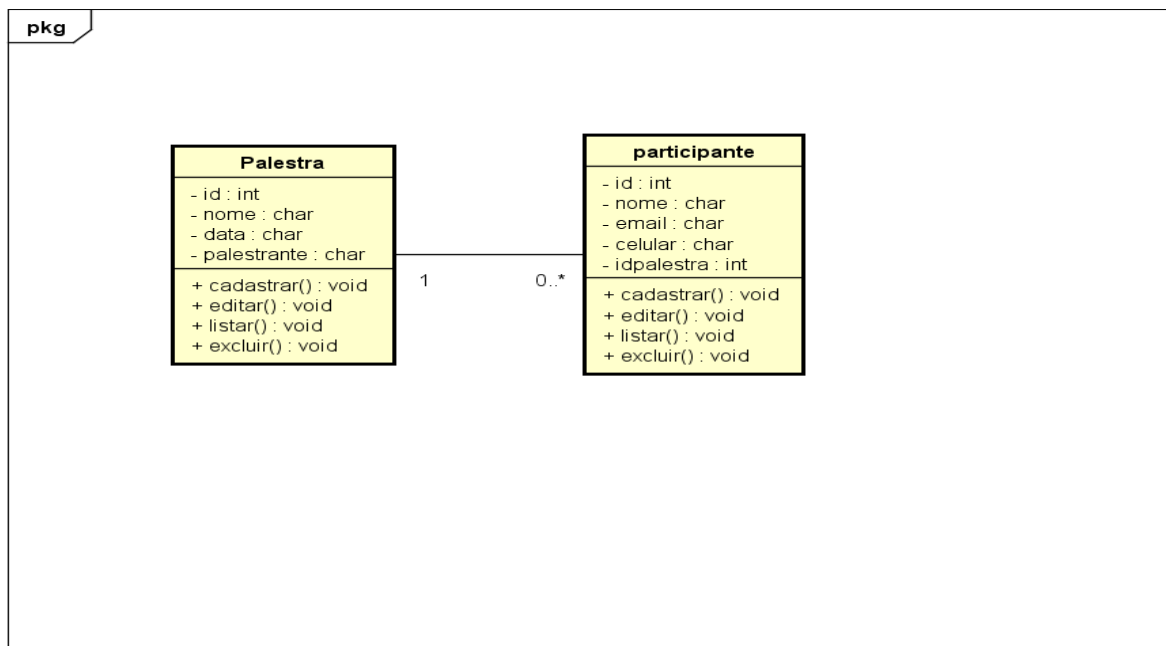 pkg
Palestra
- id : int
- nome : char
- data : char
- palestrante : char
+ cadastrar() : void
+ editar() : void
+ listar() : void
+ excluir() : void
1
0..*
participante
- id : int
- nome : char
- email : char
- celular : char
- idpalestra : int
+ cadastrar() : void
+ editar() : void
+ listar() : void
+ excluir() : void